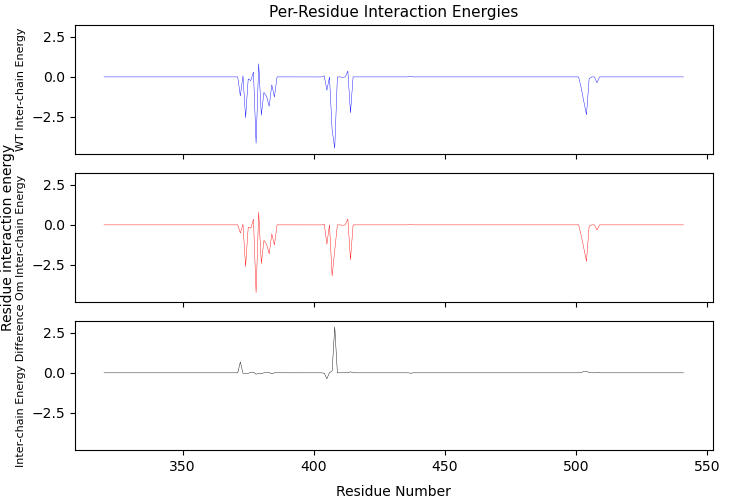 Per-Residue Interaction Energies
Residue interaction energy
WT Inter-chain Energy
2.5
0.0
−2.5
Om Inter-chain Energy
2.5
0.0
−2.5
Inter-chain Energy Difference
2.5
0.0
−2.5
350
400
450
500
550
Residue Number